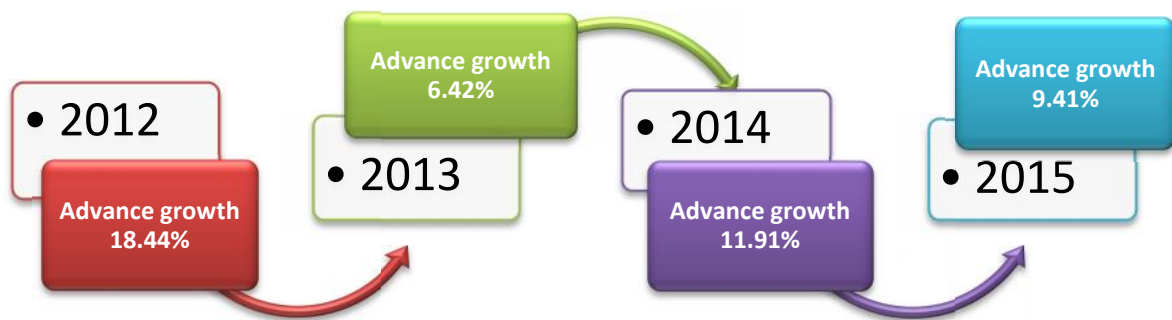 • 2012
Advance growth
18.44%
Advance growth
6.42%
• 2013
• 2014
Advance growth
11.91%
Advance growth
9.41%
• 2015